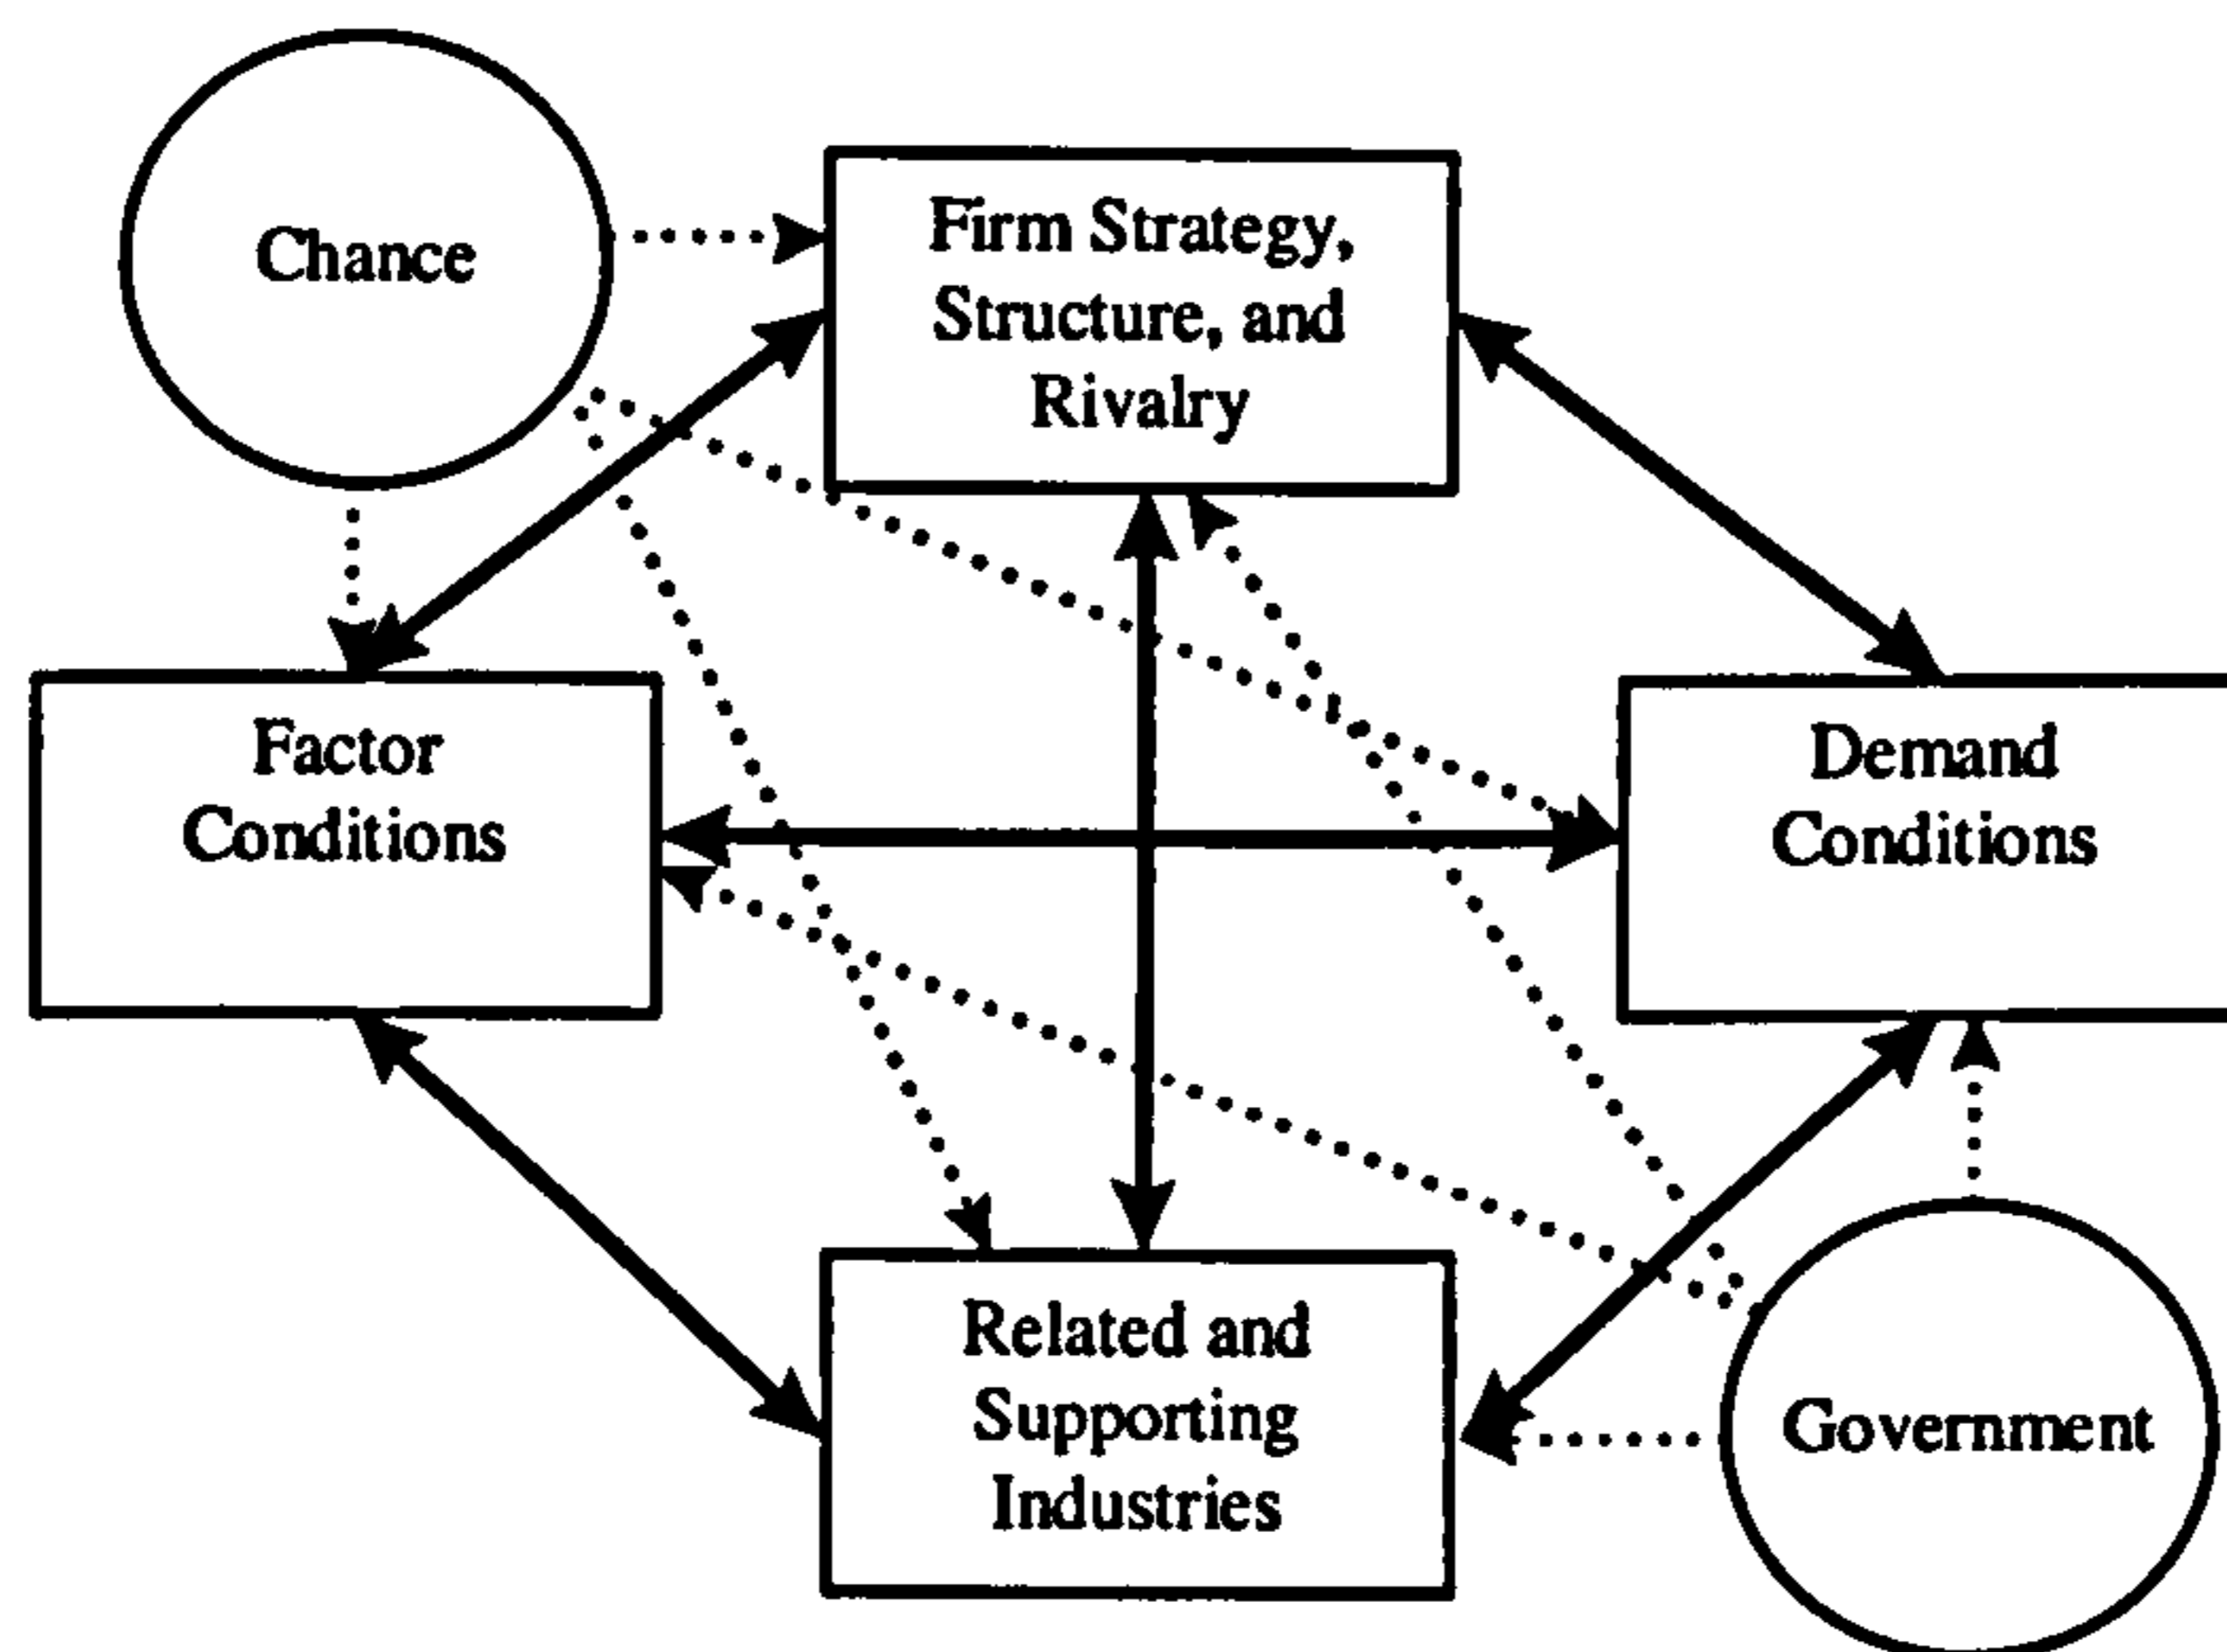 Chance
Firm Strategy,
Structure, and
Rivalry
Factor
Conditions
Demand
Conditions
Related and
Supporting
Industries
Government